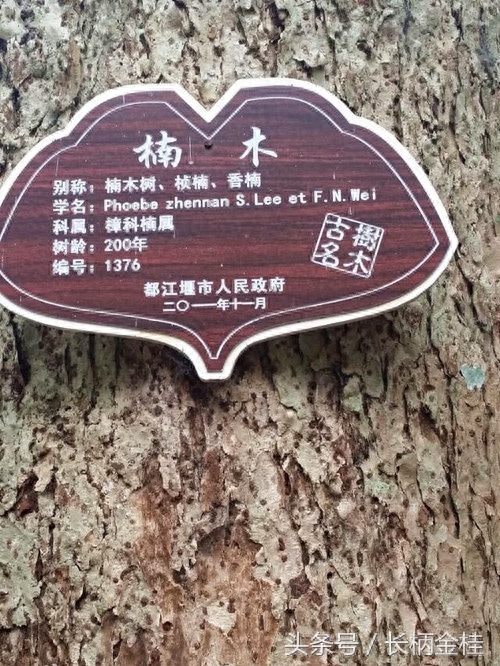 楠木
别称：楠木树、桢楠、香楠
学名：Phoebe zhennan S.Lee et F.N.Wei
科属：樟科楠属
树龄：200年
编号：1376
古树
名木
都江堰市人民政府
二〇一一年十一月
头条号／长柄金桂